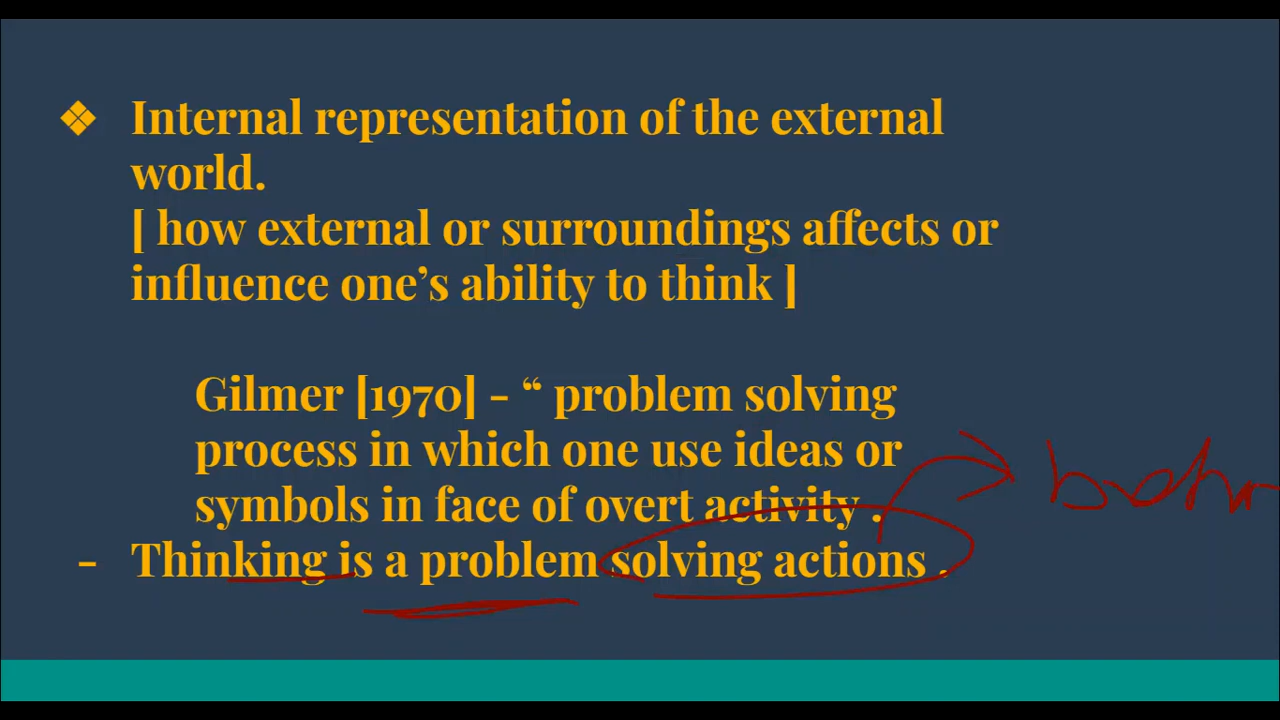 ❖ Internal representation of the external
world.
[ how external or surroundings affects or
influence one’s ability to think ]
Gilmer [1970] - “ problem solving
process in which one use ideas or
symbols in face of overt activity .
- Thinking is a problem solving actions .